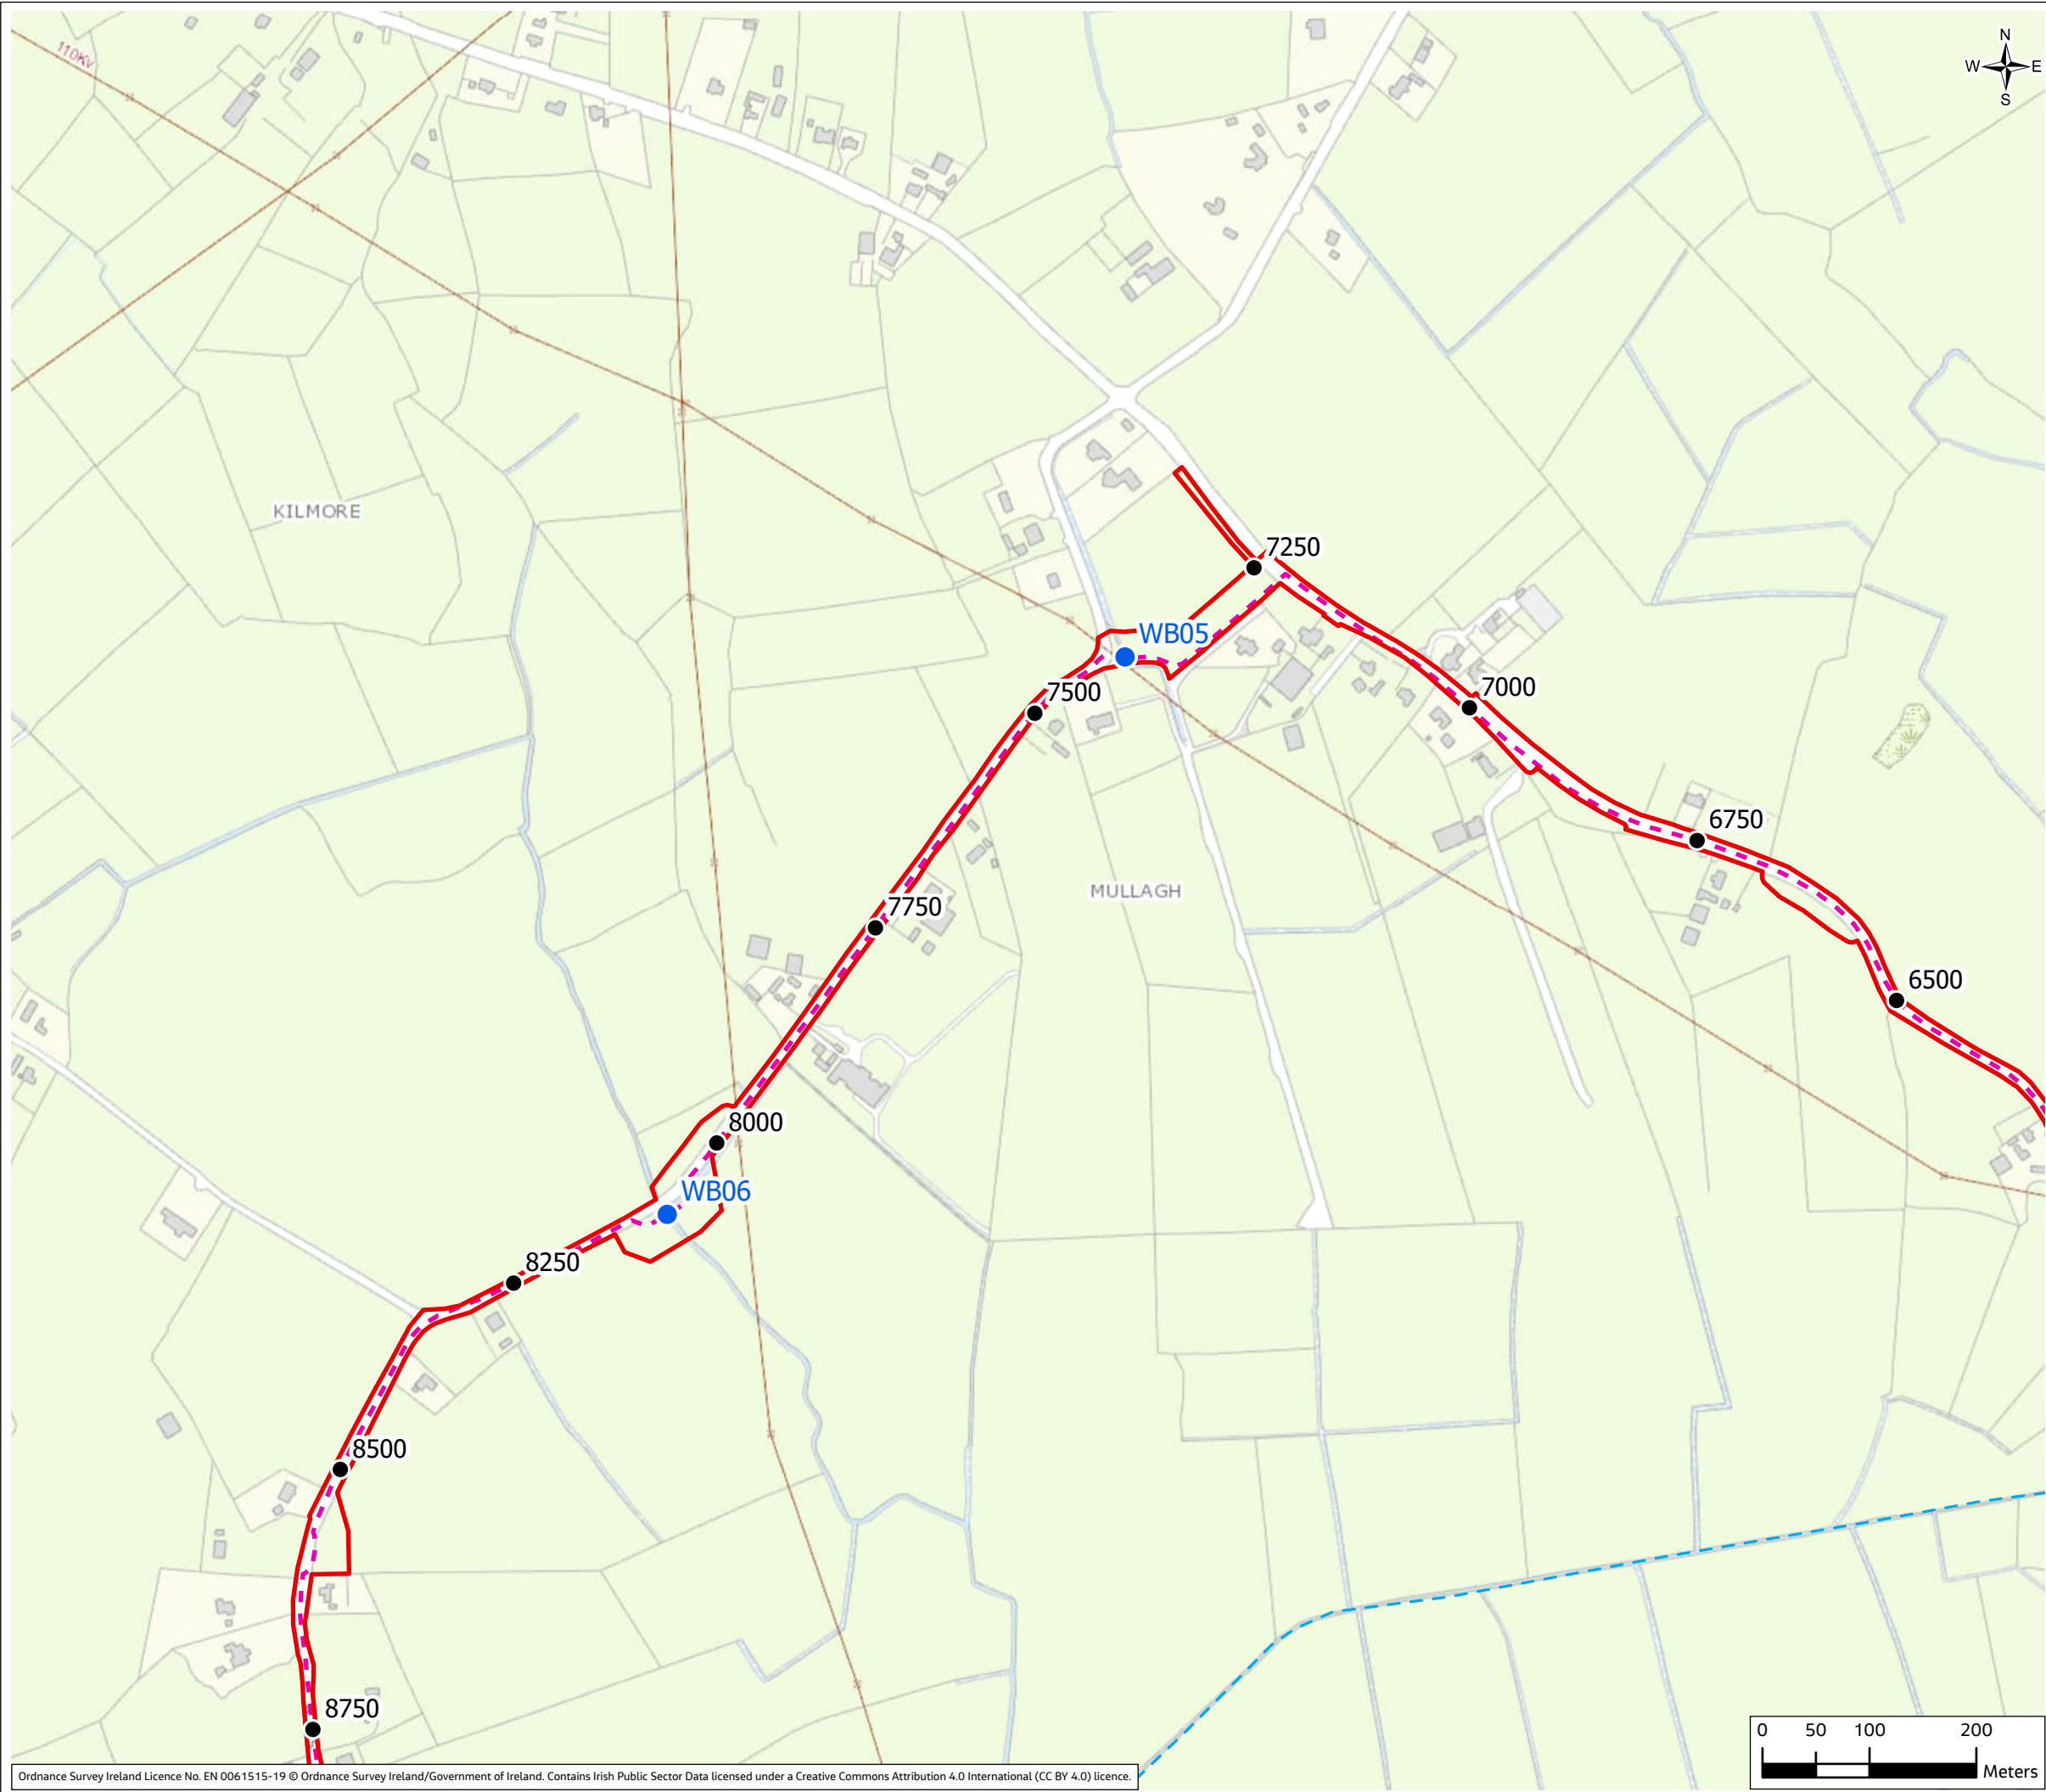 110KV
N
W E
S
KILMORE
7250
WB05
7500
7000
6750
MULLAGH
7750
6500
8000
WB06
8250
8500
8750
0 50 100 200
Meters
Ordnance Survey Ireland Licence No. EN 0061515-19 © Ordnance Survey Ireland/Government of Ireland. Contains Irish Public Sector Data licensed under a Creative Commons Attribution 4.0 International (CC BY 4.0) licence.